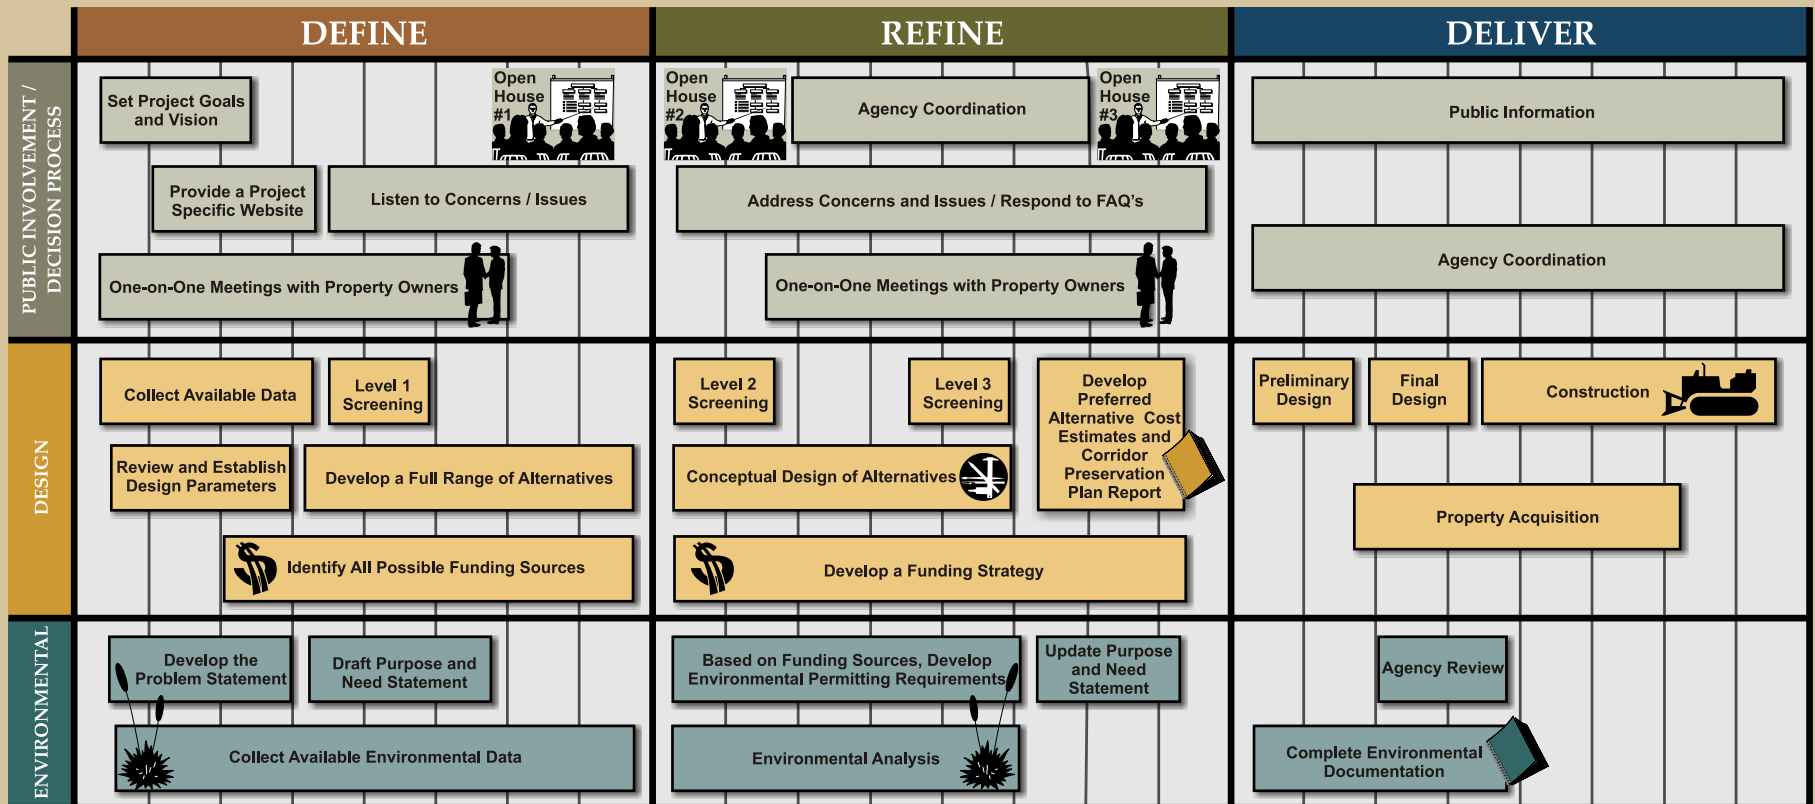 DEFINE
REFINE
DELIVER
PUBLIC INVOLVEMENT /
DECISION PROCESS
Set Project Goals
and Vision
Open
House
#1
Provide a Project
Specific Website
Listen to Concerns / Issues
One-on-One Meetings with Property Owners
Open
House
#2
Agency Coordination
Open
House
#3
Address Concerns and Issues / Respond to FAQ's
One-on-One Meetings with Property Owners
Public Information
Agency Coordination
DESIGN
Collect Available Data
Level 1
Screening
Review and Establish
Design Parameters
Develop a Full Range of Alternatives
Identify All Possible Funding Sources
Level 2
Screening
Level 3
Screening
Develop
Preferred
Alternative Cost
Estimates and
Corridor
Preservation
Plan Report
Conceptual Design of Alternatives
Develop a Funding Strategy
Preliminary
Design
Final
Design
Construction
Property Acquisition
ENVIRONMENTAL
Develop the
Problem Statement
Draft Purpose and
Need Statement
Collect Available Environmental Data
Based on Funding Sources, Develop
Environmental Permitting Requirements
Update Purpose
and Need
Statement
Environmental Analysis
Agency Review
Complete Environmental
Documentation